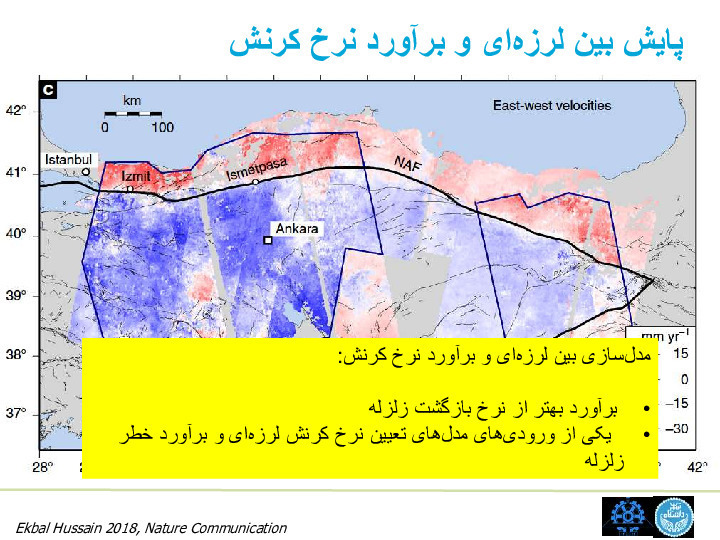 پایش بین لرزه‌ای و برآورد نرخ کرنش
C
km
0 100
East-west velocities
42°
41°
40°
39°
38°
37°
Istanbul
Izmit
Ismetpasa
NAF
Ankara
mm yr⁻¹
15
0
−15
−30
مدل‌سازی بین لرزه‌ای و برآورد نرخ کرنش:
• برآورد بهتر از نرخ بازگشت زلزله
• یکی از ورودی‌های مدل‌های تعیین نرخ کرنش لرزه‌ای و برآورد خطر
زلزله
28°
42°
Ekbal Hussain 2018, Nature Communication